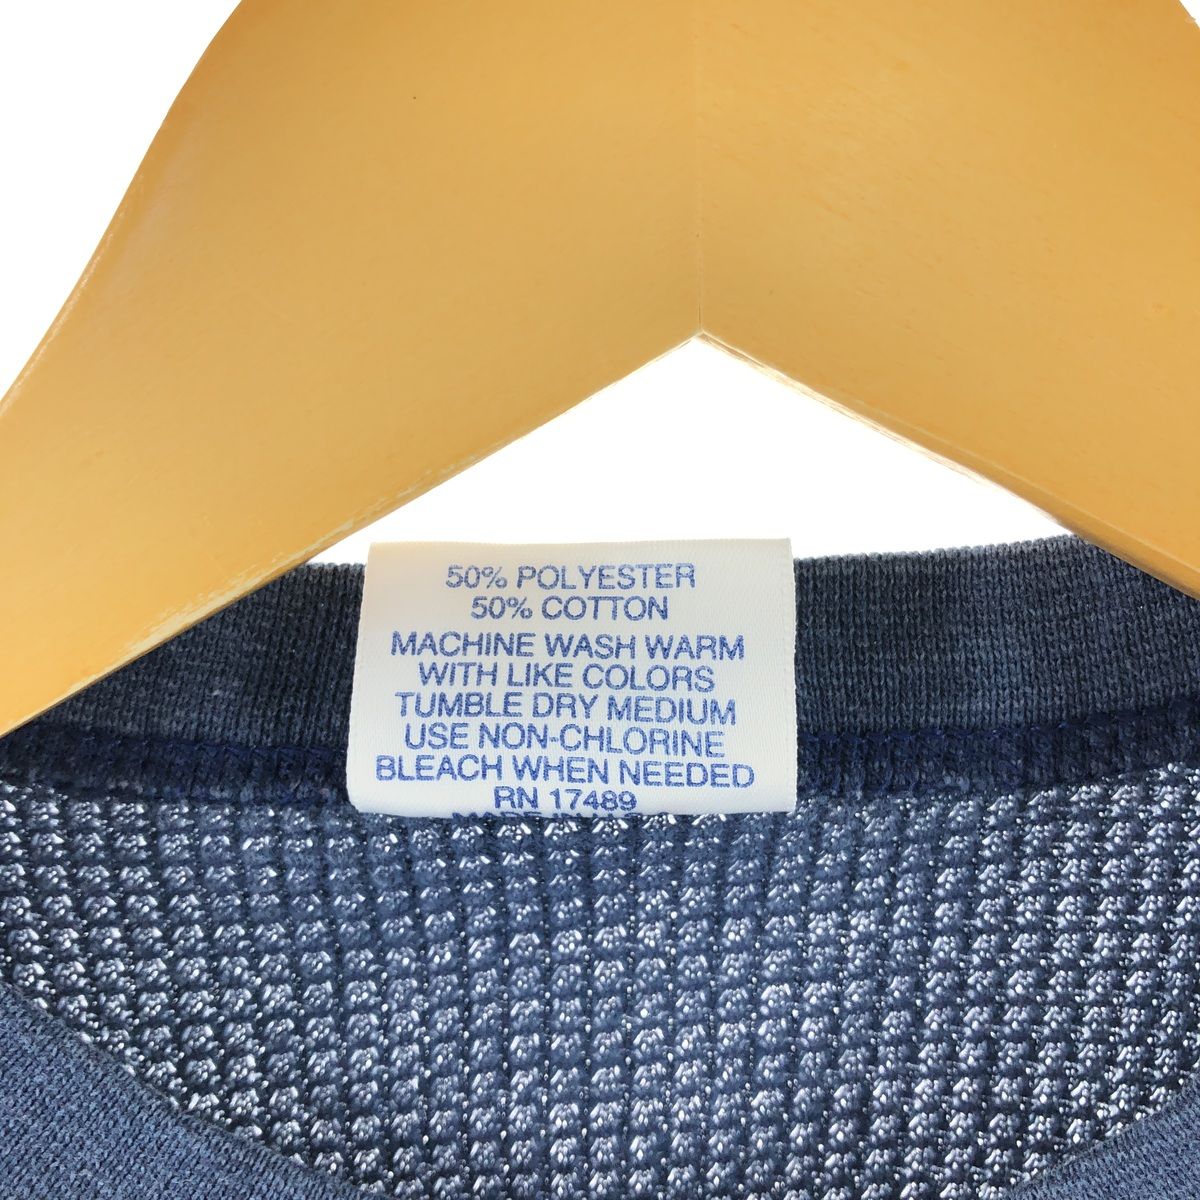 50% POLYESTER
50% COTTON
MACHINE WASH WARM
WITH LIKE COLORS
TUMBLE DRY MEDIUM
USE NON-CHLORINE
BLEACH WHEN NEEDED
RN 17489